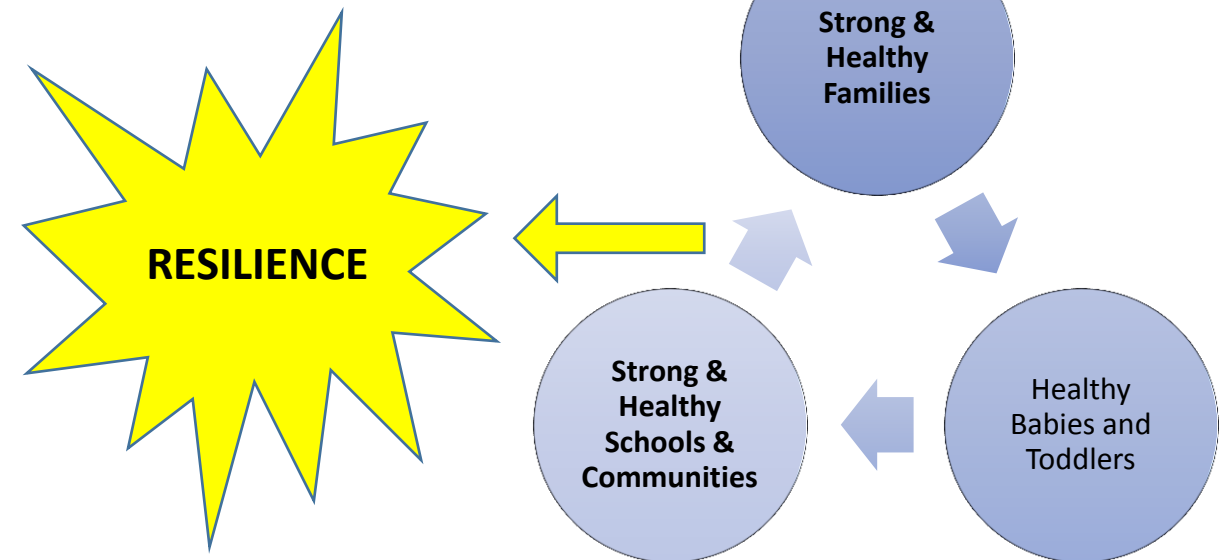 Strong &
Healthy
Families
RESILIENCE
Strong &
Healthy
Schools &
Communities
Healthy
Babies and
Toddlers